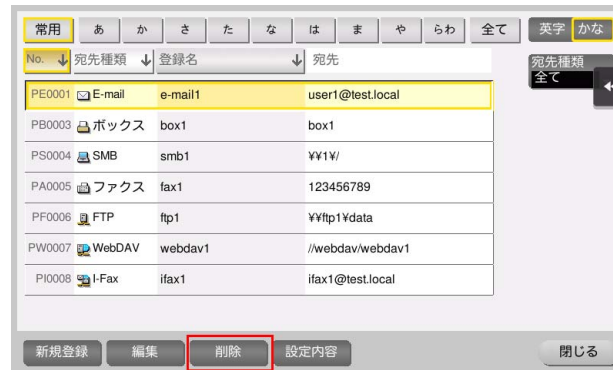 常用 あ か さ た な は ま や らわ 全て 英字 かな
No. 宛先種類 登録名 宛先
宛先種類
全て
PE0001 E-mail e-mail1 user1@test.local
PB0003 ボックス box1 box1
PS0004 SMB smb1 ¥¥1¥/
PA0005 ファクス fax1 123456789
PF0006 FTP ftp1 ¥¥ftp1¥data
PW0007 WebDAV webdav1 //webdav/webdav1
PI0008 I-Fax ifax1 ifax1@test.local
新規登録 編集 削除 設定内容 閉じる